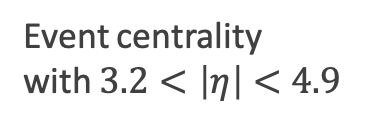 Event centrality
with 3.2 < |η| < 4.9